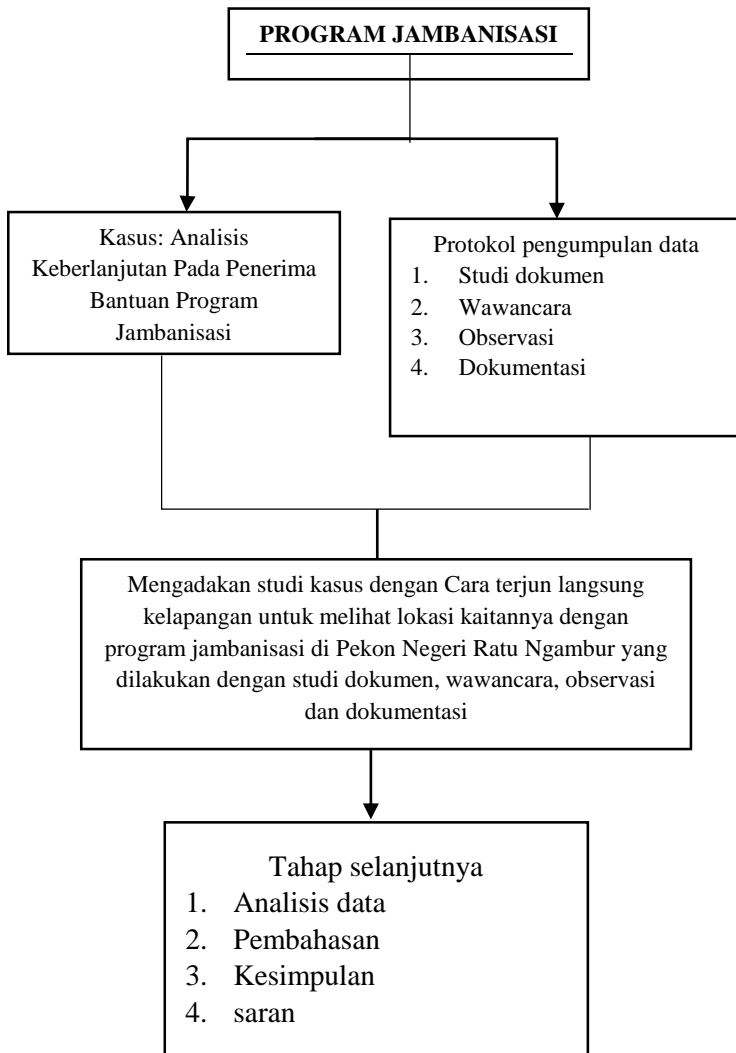 PROGRAM JAMBANISASI
Kasus: Analisis
Keberlanjutan Pada Penerima
Bantuan Program
Jambanisasi
Protokol pengumpulan data
1. Studi dokumen
2. Wawancara
3. Observasi
4. Dokumentasi
Mengadakan studi kasus dengan Cara terjun langsung
kelapangan untuk melihat lokasi kaitannya dengan
program jambanisasi di Pekon Negeri Ratu Ngambur yang
dilakukan dengan studi dokumen, wawancara, observasi
dan dokumentasi
Tahap selanjutnya
1. Analisis data
2. Pembahasan
3. Kesimpulan
4. saran